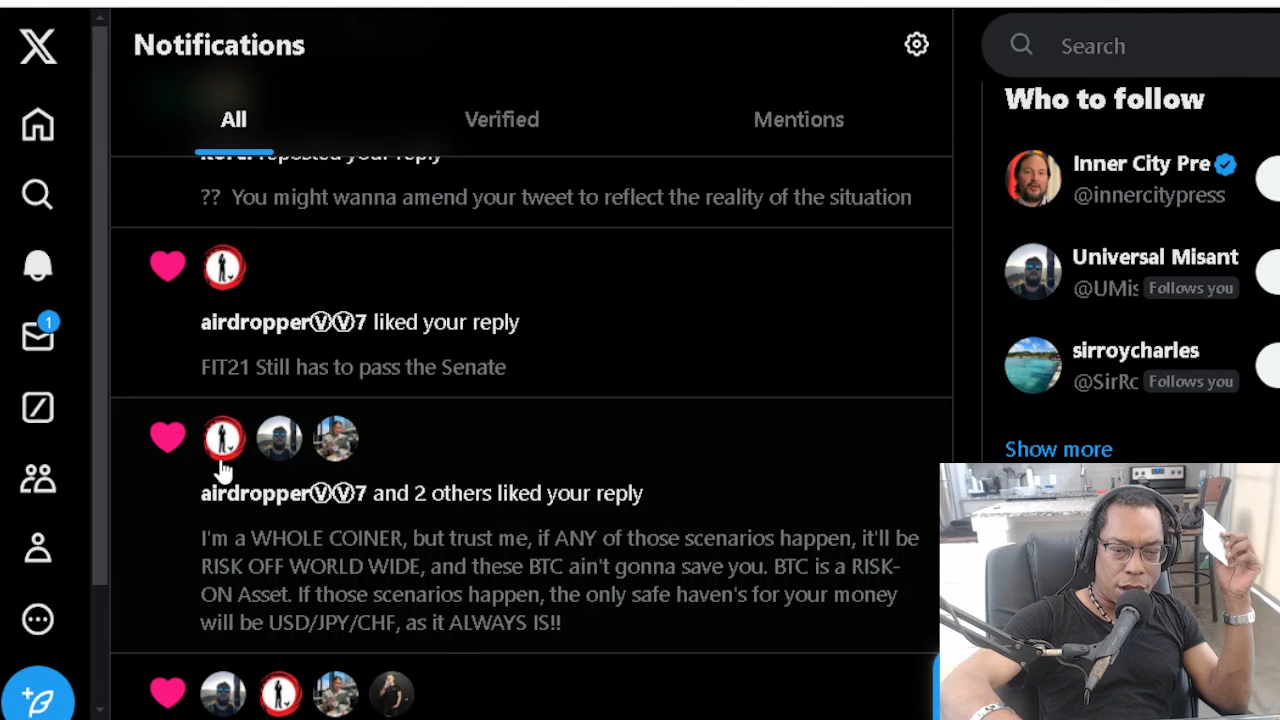 Notifications
Search
All
Verified
Mentions
reposted your reply
?? You might wanna amend your tweet to reflect the reality of the situation
airdropperⓋⓋ7 liked your reply
FIT21 Still has to pass the Senate
airdropperⓋⓋ7 and 2 others liked your reply
I'm a WHOLE COINER, but trust me, if ANY of those scenarios happen, it'll be
RISK OFF WORLD WIDE, and these BTC ain't gonna save you. BTC is a RISK-
ON Asset. If those scenarios happen, the only safe haven's for your money
will be USD/JPY/CHF, as it ALWAYS IS!!
1
Who to follow
Inner City Pre
@innercitypress
Universal Misant
@UMis Follows you
sirroycharles
@SirRc Follows you
Show more